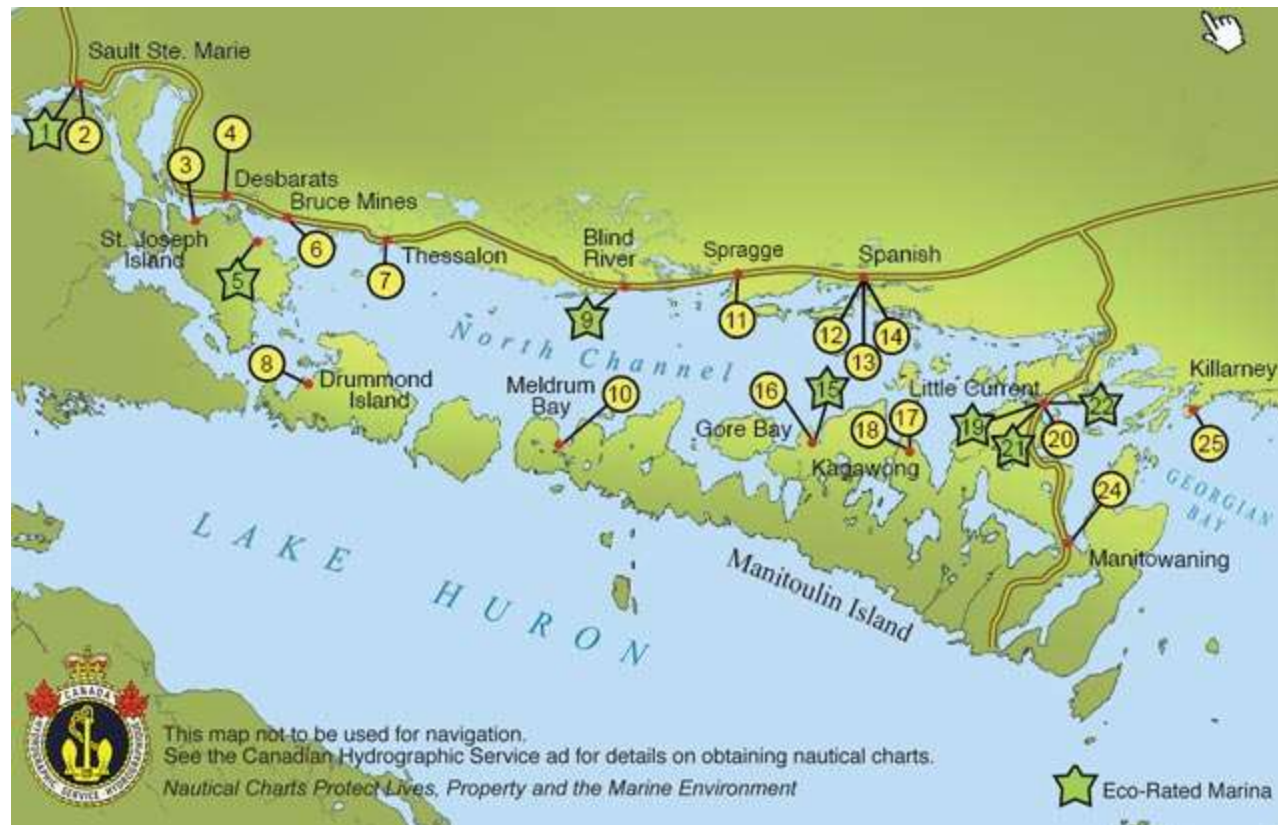 Sault Ste. Marie
1
2
3
4
Desbarats
Bruce Mines
St. Joseph
Island
5
6
7
Thessalon
Blind
River
9
Spragge
11
Spanish
12
13
14
North Channel
8
Drummond
Island
Meldrum
Bay
10
16
15
Gore Bay
18
17
Kagawong
Little Current
19
21
20
22
Killarney
25
GEORGIAN
BAY
24
Manitowaning
Manitoulin Island
LAKE
HURON
CANADA
HYDROGRAPHIC SERVICE HYDROGRAPHIQUE
This map not to be used for navigation.
See the Canadian Hydrographic Service ad for details on obtaining nautical charts.
Nautical Charts Protect Lives, Property and the Marine Environment
Eco-Rated Marina